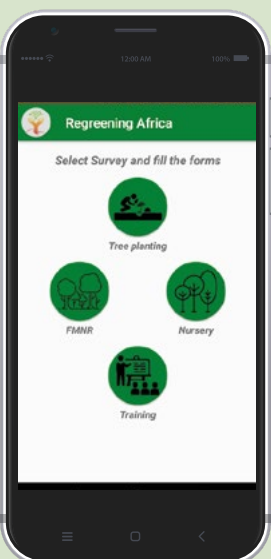 12:00 AM
100%
Regreening Africa
Select Survey and fill the forms
Tree planting
FMNR
Nursery
Training